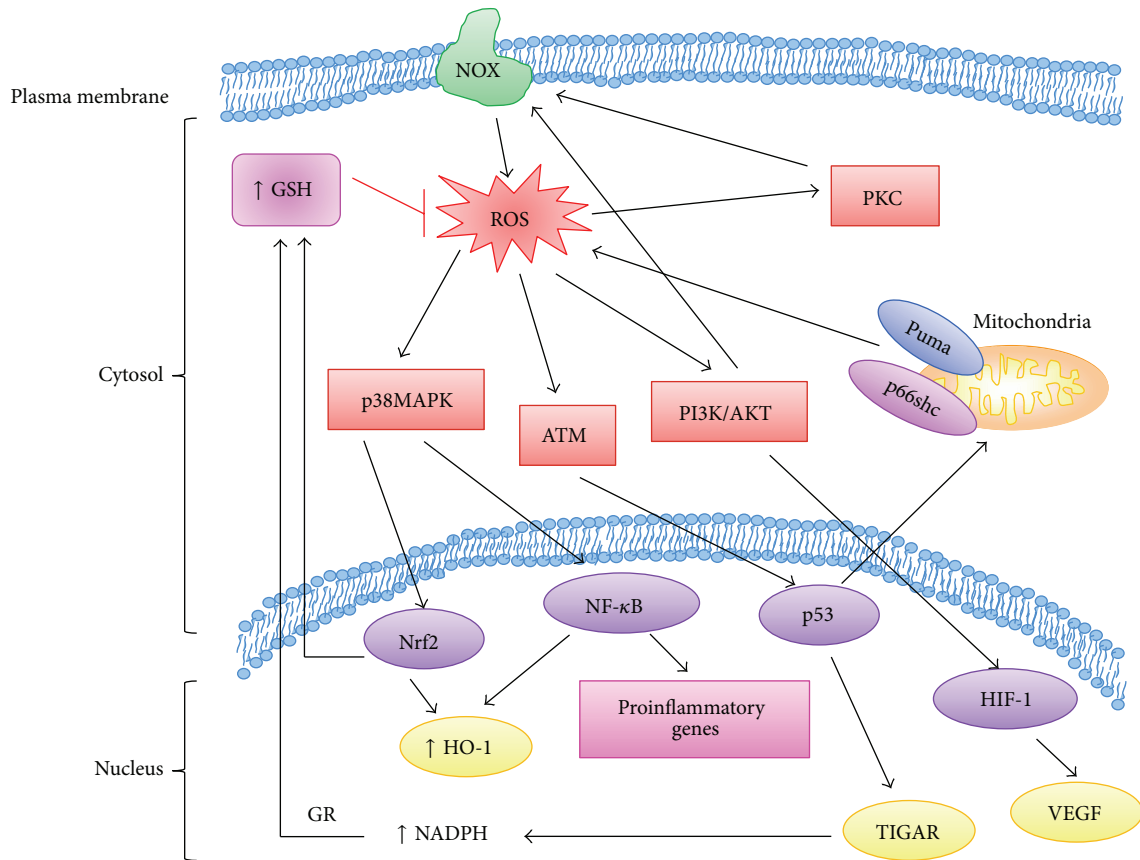 NOX
Plasma membrane
↑ GSH
ROS
PKC
Puma
Mitochondria
p66shc
Cytosol
p38MAPK
ATM
PI3K/AKT
NF-κB
p53
Nrf2
HIF-1
Proinflammatory
genes
↑ HO-1
Nucleus
GR
↑ NADPH
TIGAR
VEGF